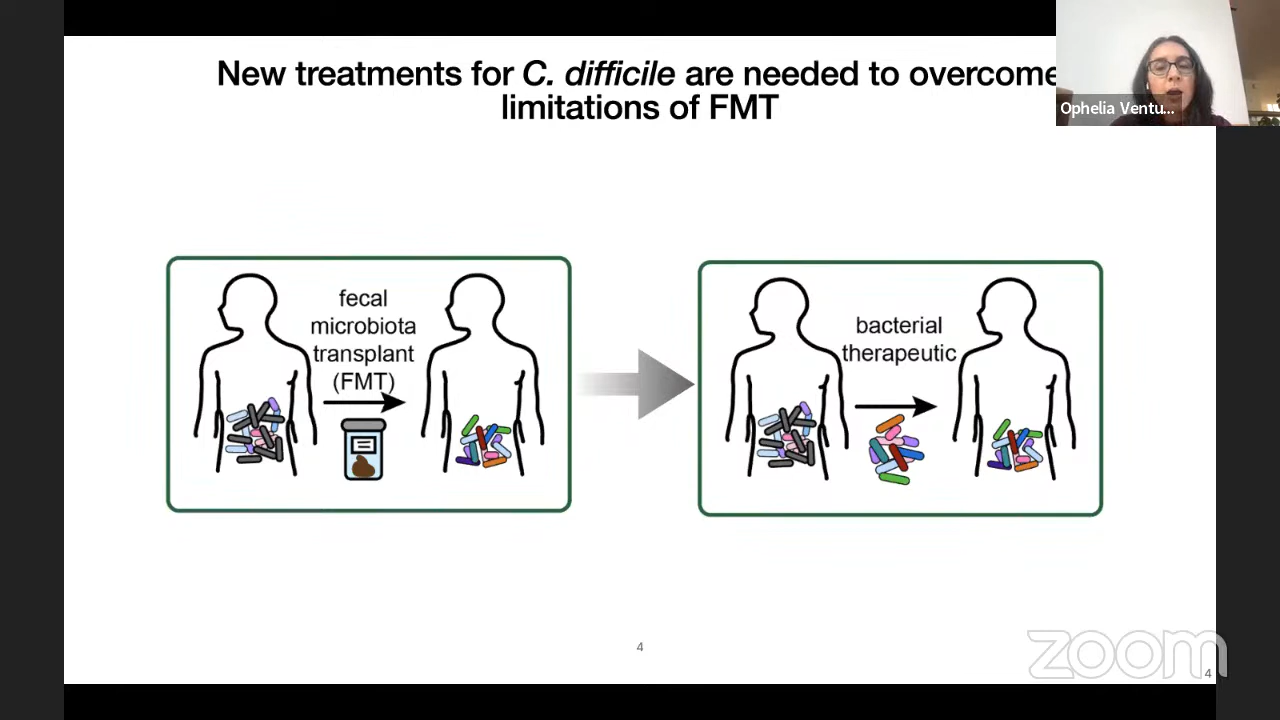 New treatments for C. difficile are needed to overcome
limitations of FMT
Ophelia Ventu...
fecal
microbiota
transplant
(FMT)
bacterial
therapeutic
4
zoom
4